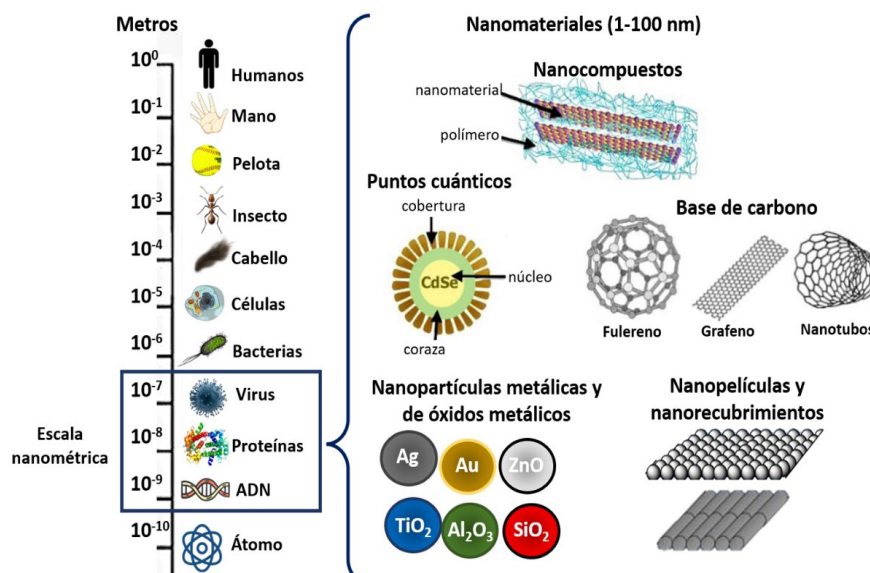 Metros
10⁰
Humanos
10⁻¹
Mano
10⁻²
Pelota
10⁻³
Insecto
10⁻⁴
Cabello
10⁻⁵
Células
10⁻⁶
Bacterias
Escala
nanométrica
10⁻⁷
Virus
10⁻⁸
Proteínas
10⁻⁹
ADN
10⁻¹⁰
Átomo
Nanomateriales (1-100 nm)
Nanocompuestos
nanomaterial
polímero
Puntos cuánticos
cobertura
CdSe
núcleo
coraza
Base de carbono
Fulereno
Grafeno
Nanotubos
Nanopartículas metálicas y
de óxidos metálicos
Ag
Au
ZnO
TiO₂
Al₂O₃
SiO₂
Nanopelículas y
nanorecubrimientos